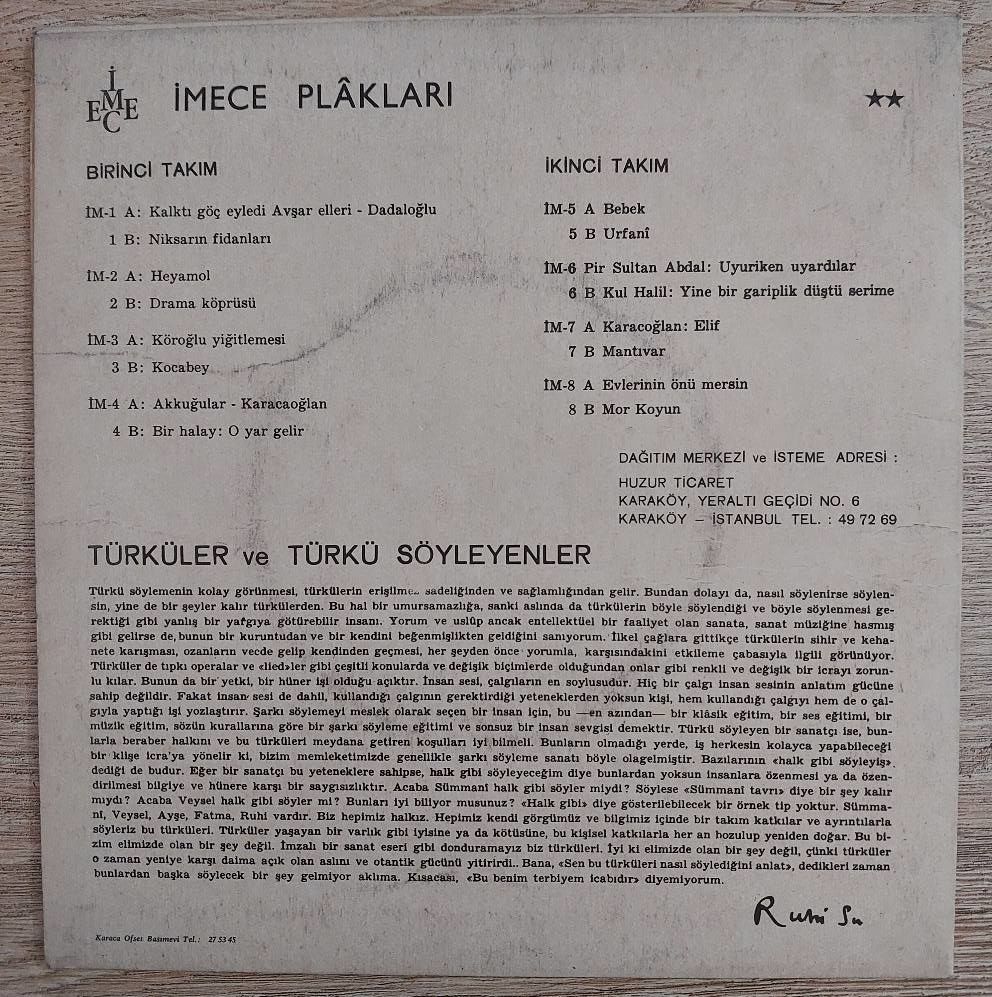 İMECE
İMECE PLÂKLARI
★★
BİRİNCİ TAKIM
İM-1 A: Kalktı göç eyledi Avşar elleri - Dadaloğlu
1 B: Niksarın fidanları
İM-2 A: Heyamol
2 B: Drama köprüsü
İM-3 A: Köroğlu yiğitlemesi
3 B: Kocabey
İM-4 A: Akkuğular - Karacaoğlan
4 B: Bir halay: O yar gelir
İKİNCİ TAKIM
İM-5 A Bebek
5 B Urfanî
İM-6 Pir Sultan Abdal: Uyuriken uyardılar
6 B Kul Halil: Yine bir gariplik düştü serime
İM-7 A Karacoğlan: Elif
7 B Mantıvar
İM-8 A Evlerinin önü mersin
8 B Mor Koyun
DAĞITIM MERKEZİ ve İSTEME ADRESİ :
HUZUR TİCARET
KARAKÖY, YERALTI GEÇİDİ NO. 6
KARAKÖY – İSTANBUL TEL. : 49 72 69
TÜRKÜLER ve TÜRKÜ SÖYLEYENLER
Türkü söylemenin kolay görünmesi, türkülerin sadeliğinden ve sağlamlığından gelir. Bundan dolayı da, nasıl söylenirse söylen-
sin, yine de bir şeyler kalır türkülerden. Bu hal bir umursamazlığa, sanki aslında da türkülerin böyle söylendiği ve böyle söylenmesi ge-
rektiği gibi yanlış bir yargıya götürebilir insanı. Yorum ve uslûp ancak entellektüel bir faaliyet olan sanata, sanat müziğine hasmış
gibi gelirse de, bunun bir kuruntudan ve bir kendini beğenmişlikten geldiğini sanıyorum. İlkel çağlara gittikçe türkülerin sihir ve keha-
nete karışması, ozanların vecde gelip kendinden geçmesi, her şeyden önce yorumla, karşısındakini etkileme çabasıyla ilgili görünüyor.
Türküler de tıpkı operalar ve «lied»ler gibi çeşitli konularda ve değişik biçimlerde olduğundan onlar gibi renkli ve değişik bir icrayı zorun-
lu kılar. Bunun da bir yetki, bir hüner işi olduğu açıktır. İnsan sesi, çalgıların en soylusudur. Hiç bir çalgı insan sesinin anlatım gücüne
sahip değildir. Fakat insan sesi de dahil, kullandığı çalgının gerektirdiği yeteneklerden yoksun kişi, hem kullandığı çalgıyı hem de o çal-
gıyla yaptığı işi yozlaştırır. Şarkı söylemeyi meslek olarak seçen bir insan için, bu —en azından— bir klâsik eğitim, bir ses eğitimi, bir
müzik eğitim, sözün kurallarına göre bir şarkı söyleme eğitimi ve sonsuz bir insan sevgisi demektir. Türkü söyleyen bir sanatçı ise, bun-
larla beraber halkını ve bu türküleri meydana getiren koşulları iyi bilmeli. Bunların olmadığı yerde, iş herkesin kolayca yapabileceği
bir klişe icra'ya yönelir ki, bizim memleketimizde genellikle şarkı söyleme sanatı böyle olagelmiştir. Bazılarının «halk gibi söyleyiş»
dediği de budur. Eğer bir sanatçı bu yeteneklere sahipse, halk gibi söyleyeceğim diye bunlardan yoksun insanlara özenmesi ya da özen-
dirilmesi bilgiye ve hünere karşı bir saygısızlıktır. Acaba Sümmanî halk gibi söyler miydi? Söylese «Sümmanî tavrı» diye bir şey kalır
mıydı? Acaba Veysel halk gibi söyler mi? Bunları iyi biliyor musunuz? «Halk gibi» diye gösterilebilecek bir örnek tip yoktur. Sümma-
nî, Veysel, Ayşe, Fatma, Ruhi vardır. Biz hepimiz halkız. Hepimiz kendi görgümüz ve bilgimiz içinde bir takım katkılar ve ayrıntılarla
söyleriz bu türküleri. Türküler yaşayan bir varlık gibi iyisine ya da kötüsüne, bu kişisel katkılarla her an bozulup yeniden doğar. Bu bi-
zim elimizde olan bir şey değil. İmzalı bir sanat eseri gibi donduramayız biz türküleri. İyi ki elimizde olan bir şey değil, çünki türküler
o zaman yeniye karşı daima açık olan aslını ve otantik gücünü yitirirdi.. Bana, «Sen bu türküleri nasıl söylediğini anlat», dedikleri zaman
bunlardan başka söylecek bir şey gelmiyor aklıma. Kısacası, «Bu benim terbiyem icabıdır» diyemiyorum.
Ruhi Su
Karaca Ofset Basımevi Tel.: 27 53 45